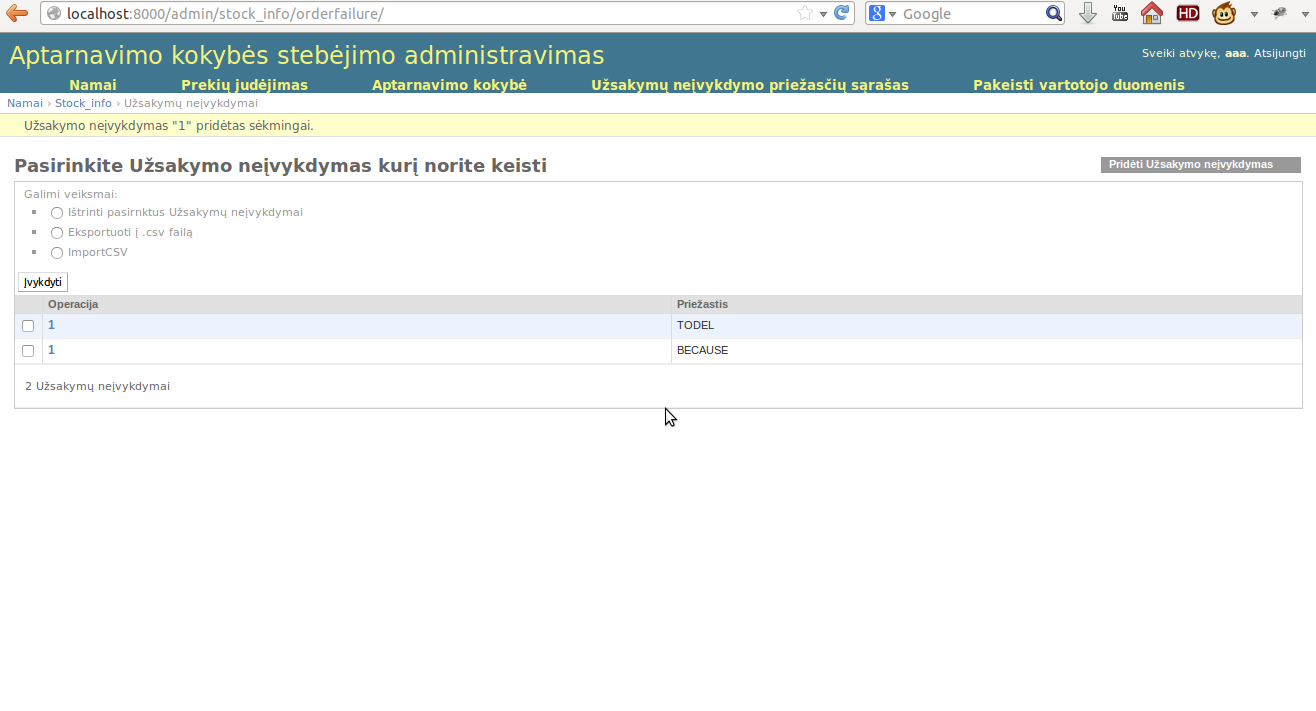 localhost:8000/admin/stock_info/orderfailure/
8 Google
You Tube
HD
Aptarnavimo kokybės stebėjimo administravimas
Sveiki atvykę, aaa. Atsijungti
Namai Prekių judėjimas Aptarnavimo kokybė Užsakymų neįvykdymo priežasčių sąrašas Pakeisti vartotojo duomenis
Namai › Stock_info › Užsakymų neįvykdymai
Užsakymo neįvykdymas "1" pridėtas sėkmingai.
Pasirinkite Užsakymo neįvykdymas kurį norite keisti
Pridėti Užsakymo neįvykdymas
Galimi veiksmai:
Ištrinti pasirnktus Užsakymų neįvykdymai
Eksportuoti į .csv failą
ImportCSV
Įvykdyti
Operacija Priežastis
1 TODEL
1 BECAUSE
2 Užsakymų neįvykdymai